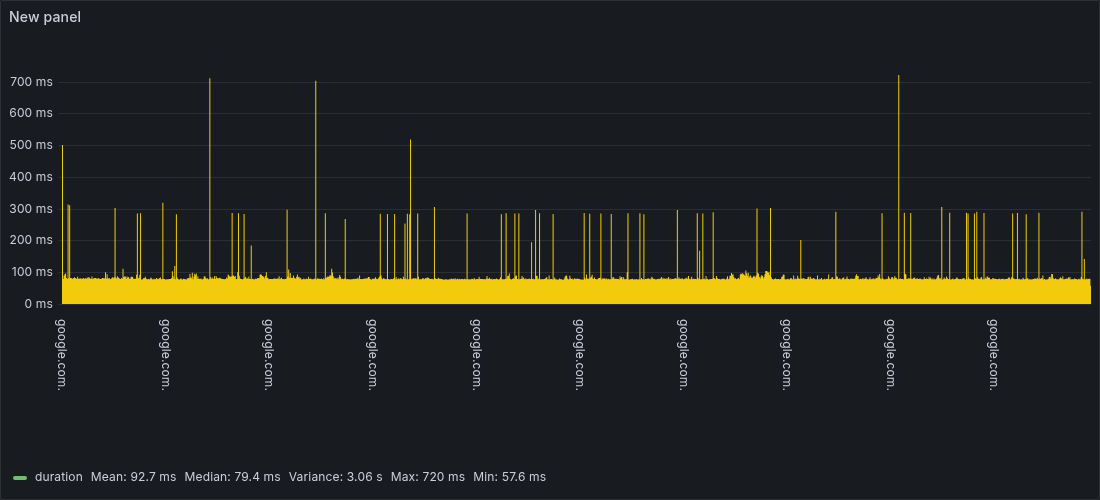 New panel
700 ms
600 ms
500 ms
400 ms
300 ms
200 ms
100 ms
0 ms
google.com.
google.com.
google.com.
google.com.
google.com.
google.com.
google.com.
google.com.
google.com.
google.com.
duration Mean: 92.7 ms Median: 79.4 ms Variance: 3.06 s Max: 720 ms Min: 57.6 ms